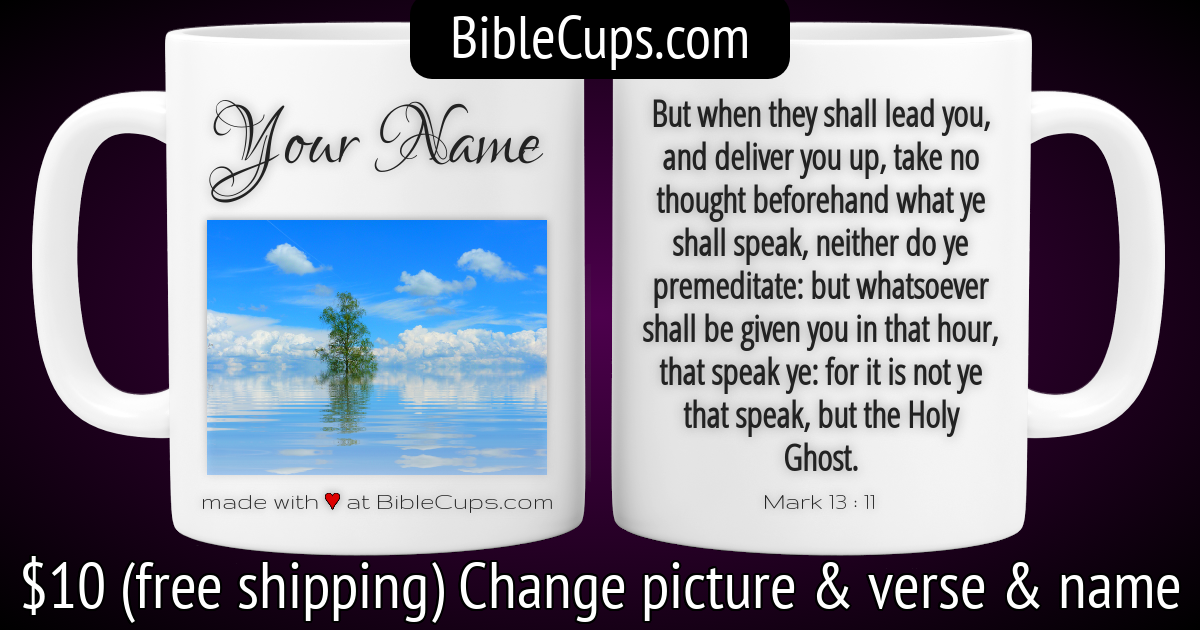 BibleCups.com
Your Name
made with ♥ at BibleCups.com
But when they shall lead you,
and deliver you up, take no
thought beforehand what ye
shall speak, neither do ye
premeditate: but whatsoever
shall be given you in that hour,
that speak ye: for it is not ye
that speak, but the Holy
Ghost.
Mark 13 : 11
$10 (free shipping) Change picture & verse & name